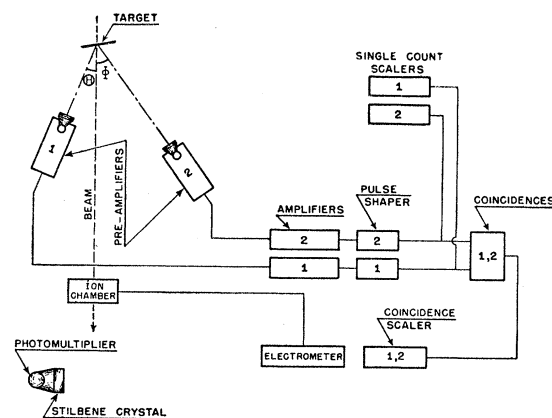 TARGET
SINGLE COUNT
SCALERS
1
2
Θ
Φ
1
2
BEAM
PRE-AMPLIFIERS
AMPLIFIERS
PULSE
SHAPER
COINCIDENCES
2
2
1
1
1,2
ION
CHAMBER
ELECTROMETER
COINCIDENCE
SCALER
1,2
PHOTOMULTIPLIER
STILBENE CRYSTAL